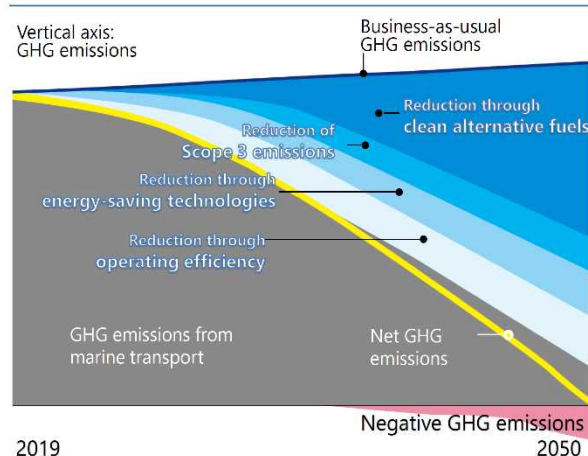 Vertical axis:
GHG emissions
Business-as-usual
GHG emissions
Reduction through
clean alternative fuels
Reduction of
Scope 3 emissions
Reduction through
energy-saving technologies
Reduction through
operating efficiency
GHG emissions from
marine transport
Net GHG
emissions
Negative GHG emissions
2019
2050